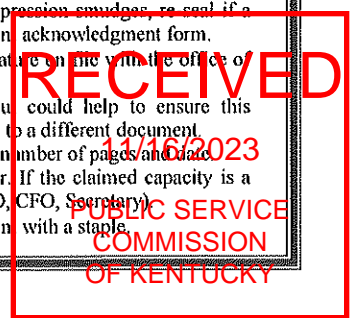 pression smudges, re-seal if a
nt acknowledgment form.
ature on file with the office of
RECEIVED
u could help to ensure this
to a different document.
number of pages and date.
11/16/2023
r. If the claimed capacity is a
CFO, Secretary).
PUBLIC SERVICE
with a staple.
COMMISSION
OF KENTUCKY